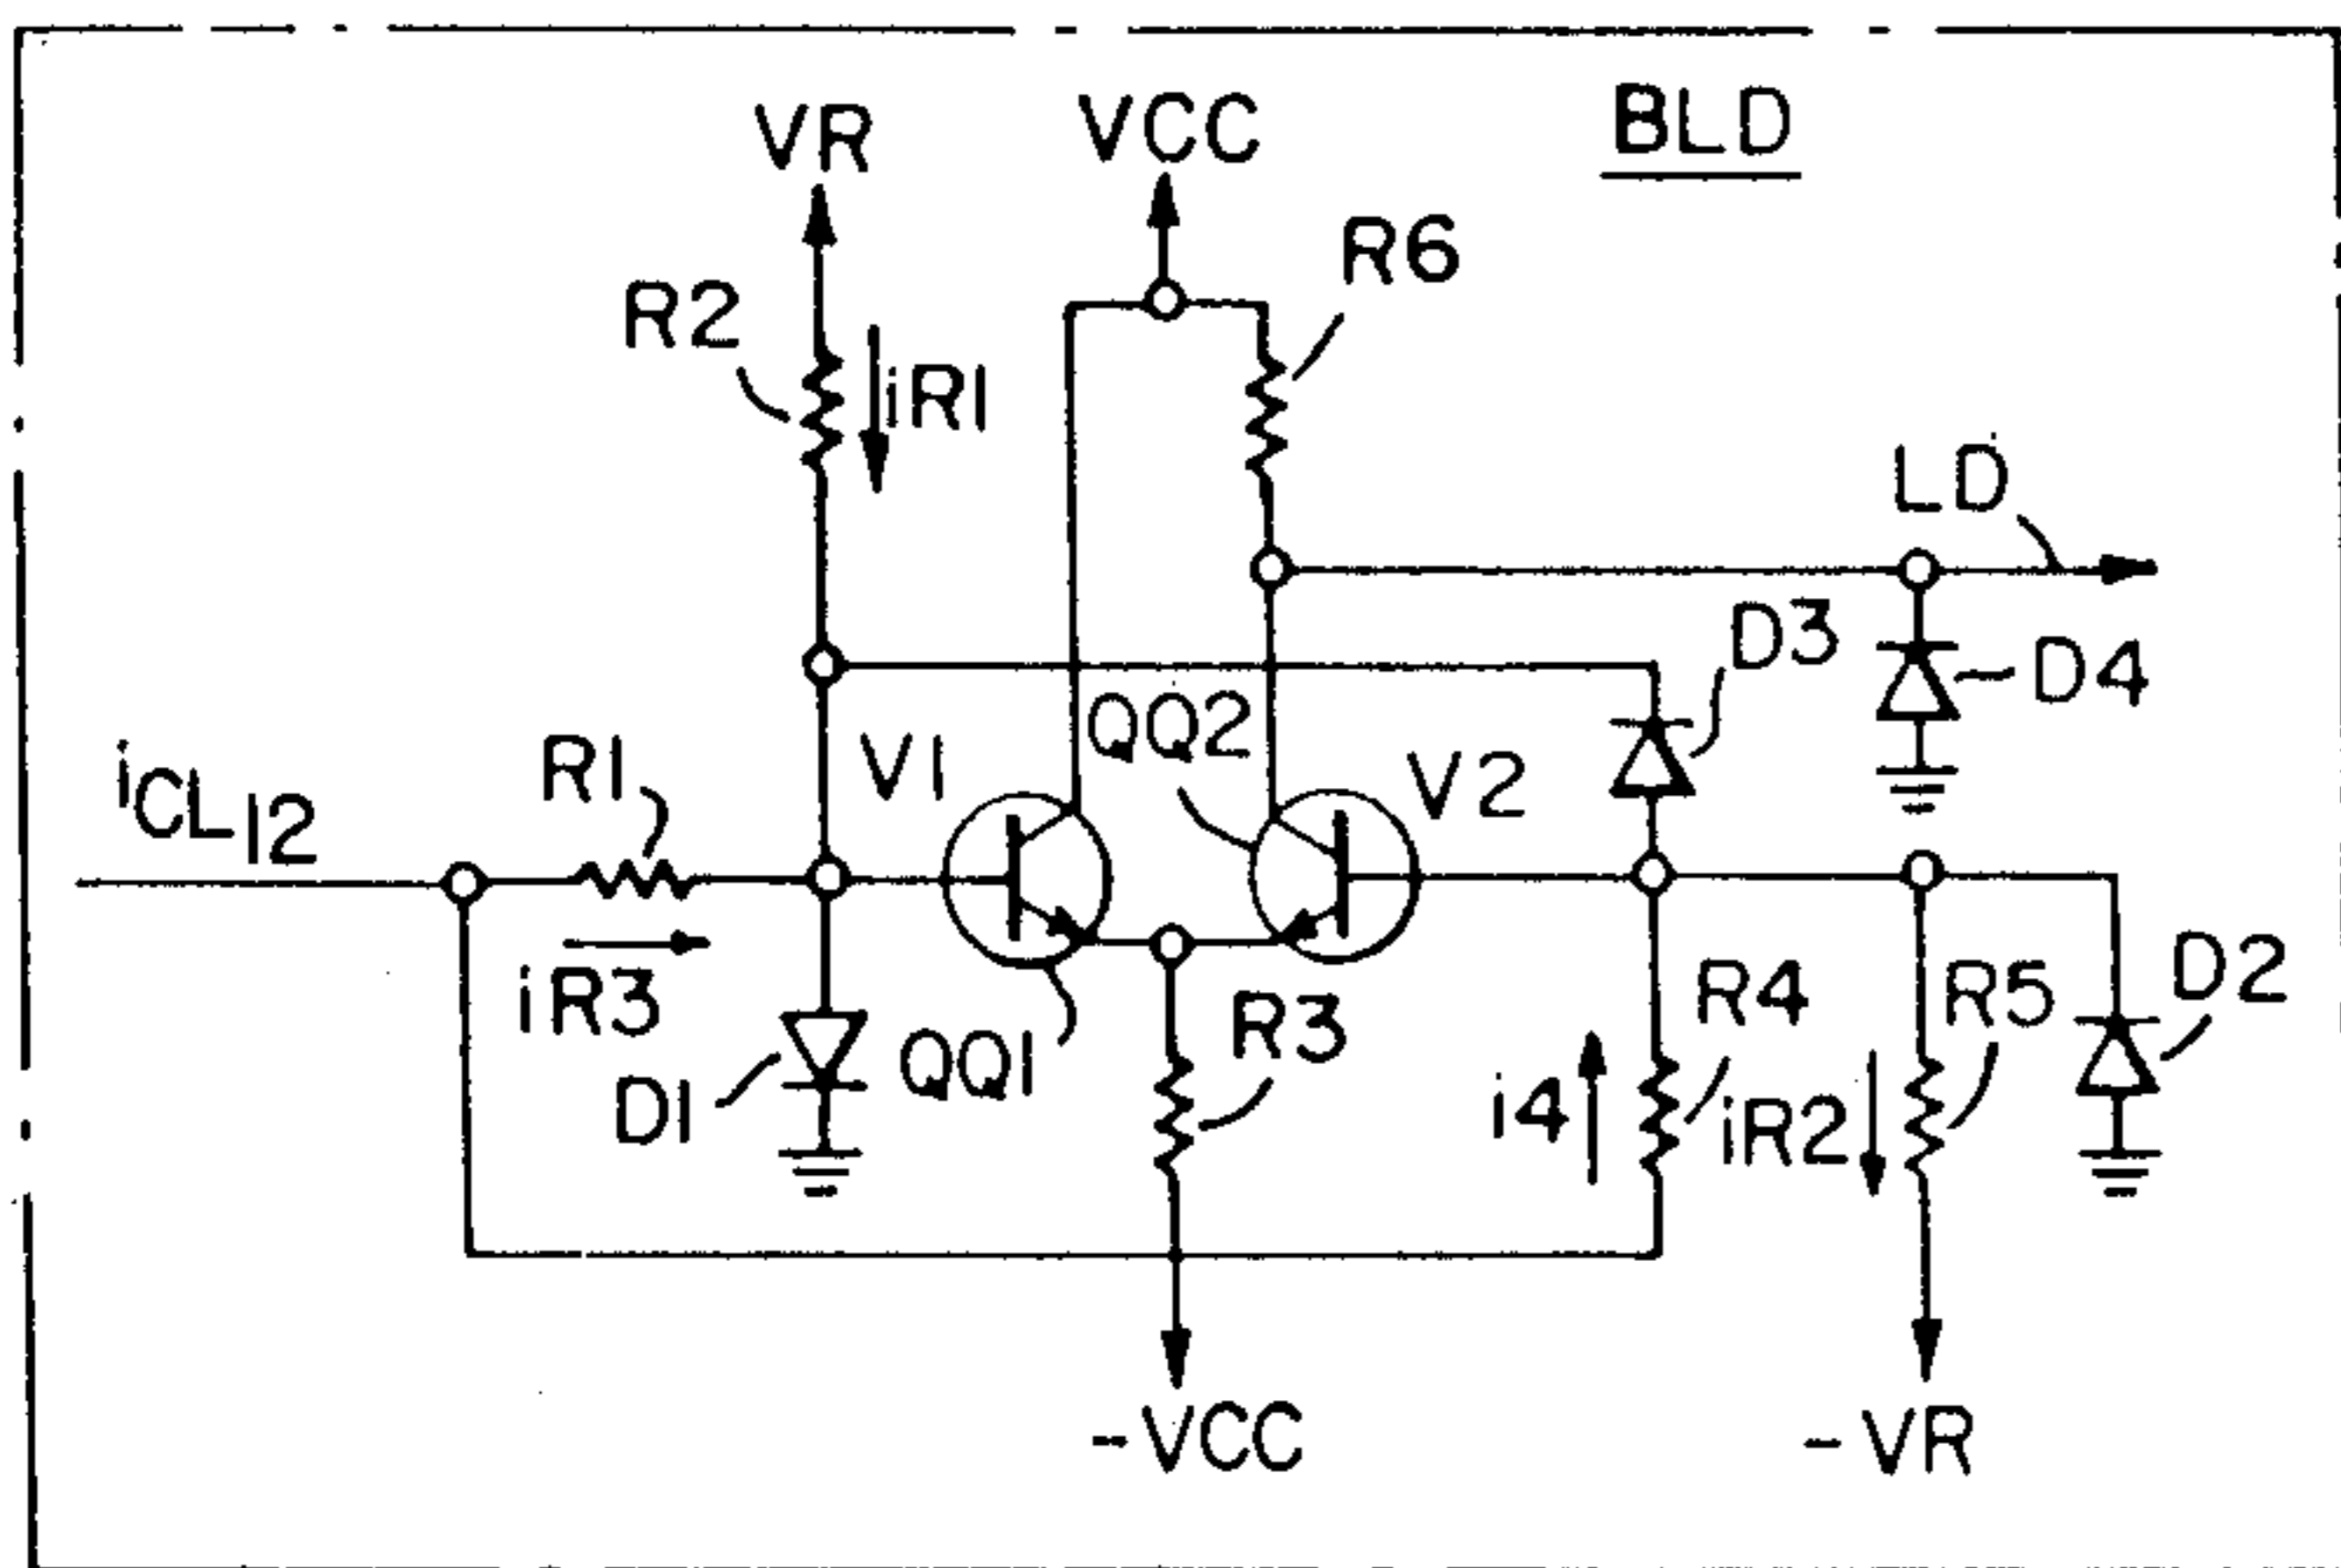 VR
VCC
BLD
R2
iR1
R6
LD
D3
D4
iCL12
R1
V1
QQ2
V2
iR3
D1
QQ1
R3
i4
R4
iR2
R5
D2
-VCC
-VR